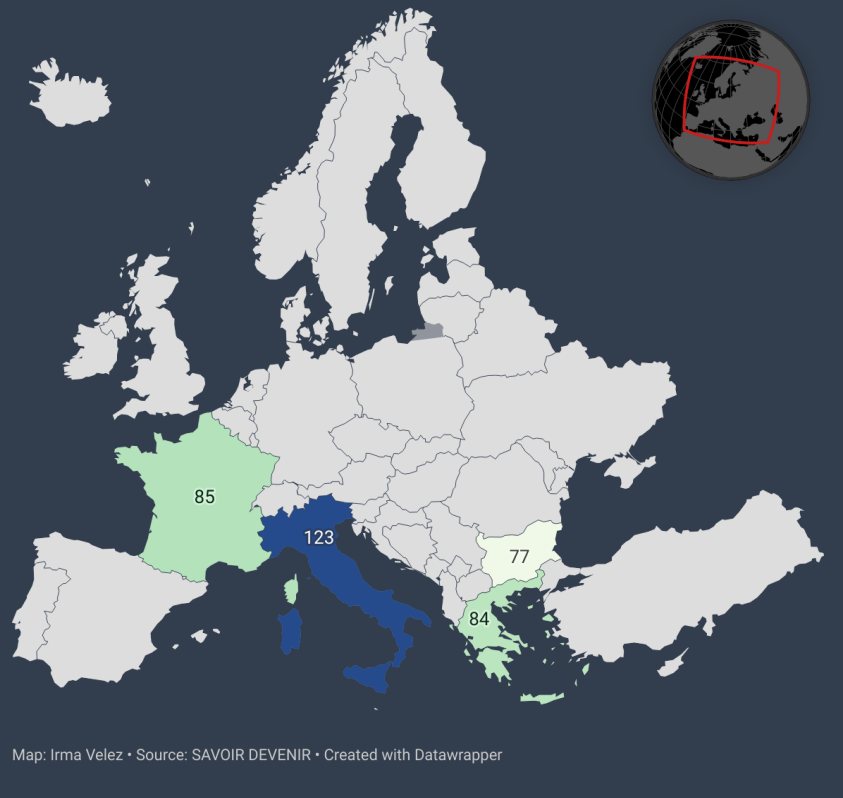 85
123
77
84
Map: Irma Velez • Source: SAVOIR DEVENIR • Created with Datawrapper